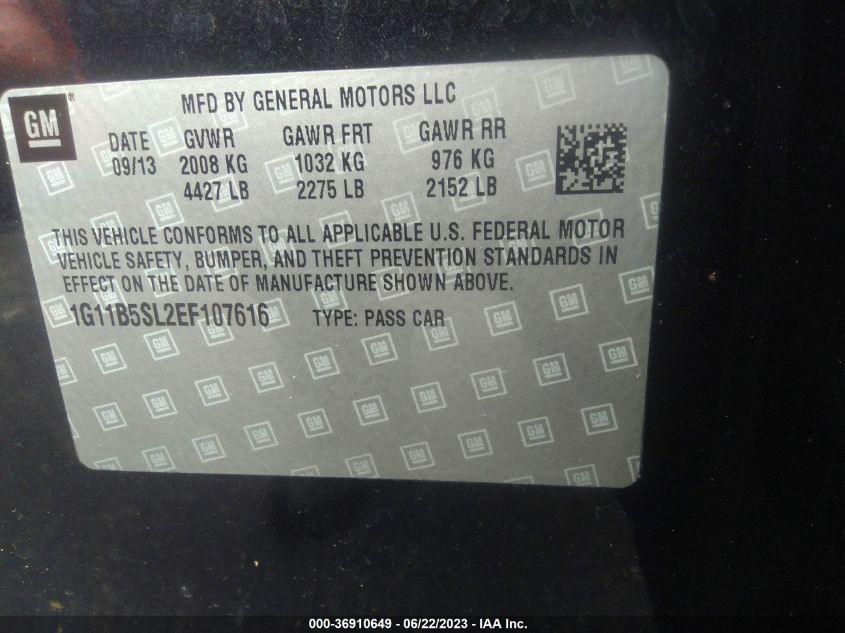 GM
MFD BY GENERAL MOTORS LLC
DATE GVWR GAWR FRT GAWR RR
09/13 2008 KG 1032 KG 976 KG
4427 LB 2275 LB 2152 LB
THIS VEHICLE CONFORMS TO ALL APPLICABLE U.S. FEDERAL MOTOR
VEHICLE SAFETY, BUMPER, AND THEFT PREVENTION STANDARDS IN
EFFECT ON THE DATE OF MANUFACTURE SHOWN ABOVE.
1G11B5SL2EF107616 TYPE: PASS CAR
000-36910649 - 06/22/2023 - IAA Inc.